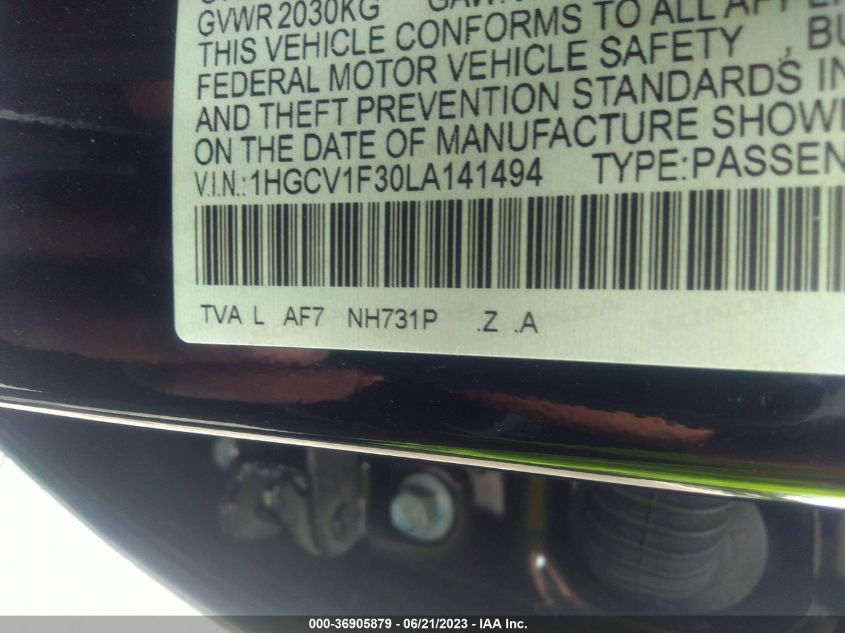 GVWR 2030KG
THIS VEHICLE CONFORMS TO ALL
FEDERAL MOTOR VEHICLE SAFETY
AND THEFT PREVENTION STANDARDS IN
ON THE DATE OF MANUFACTURE
V.I.N.:1HGCV1F30LA141494 TYPE:
TVA L AF7 NH731P .Z .A
000-36905879 - 06/21/2023 - IAA Inc.